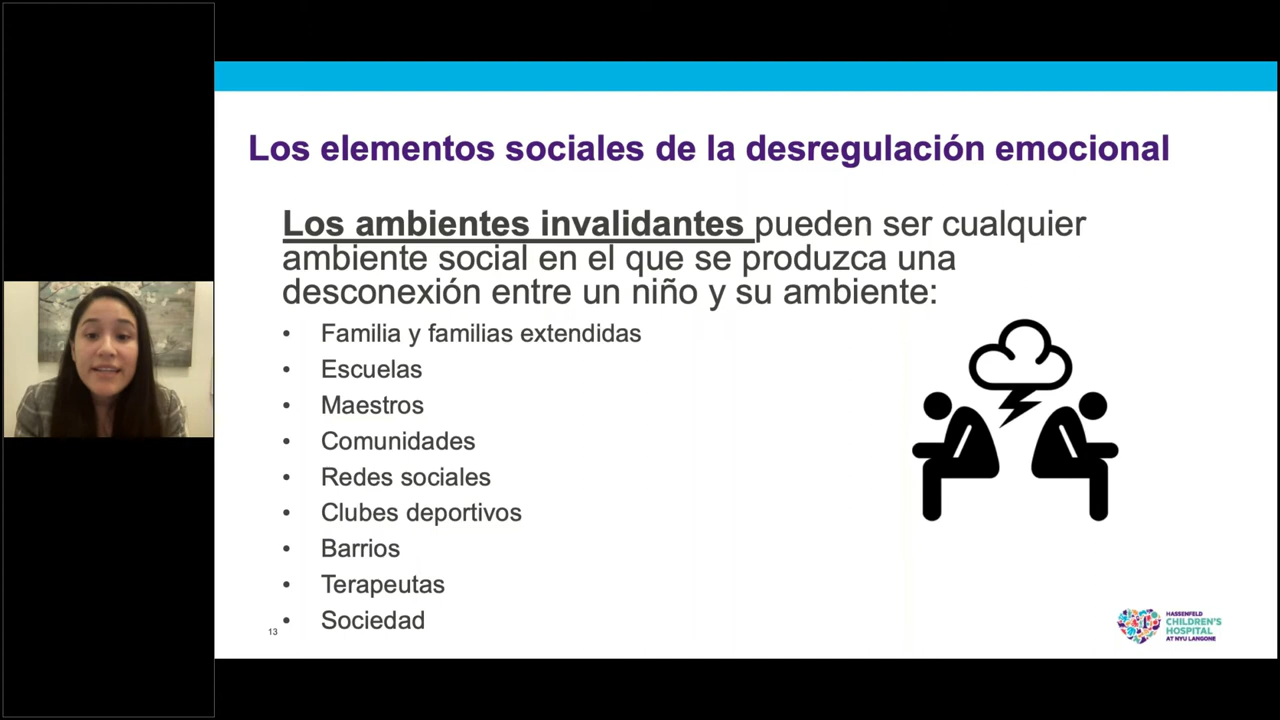 Los elementos sociales de la desregulación emocional
Los ambientes invalidantes pueden ser cualquier
ambiente social en el que se produzca una
desconexión entre un niño y su ambiente:
• Familia y familias extendidas
• Escuelas
• Maestros
• Comunidades
• Redes sociales
• Clubes deportivos
• Barrios
• Terapeutas
• Sociedad
13
HASSENFELD
CHILDREN'S
HOSPITAL
AT NYU LANGONE